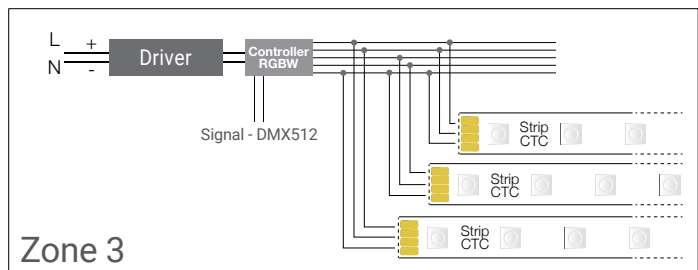 L +
N -
Driver
Controller
RGBW
Signal - DMX512
Strip
CTC
Strip
CTC
Strip
CTC
Zone 3